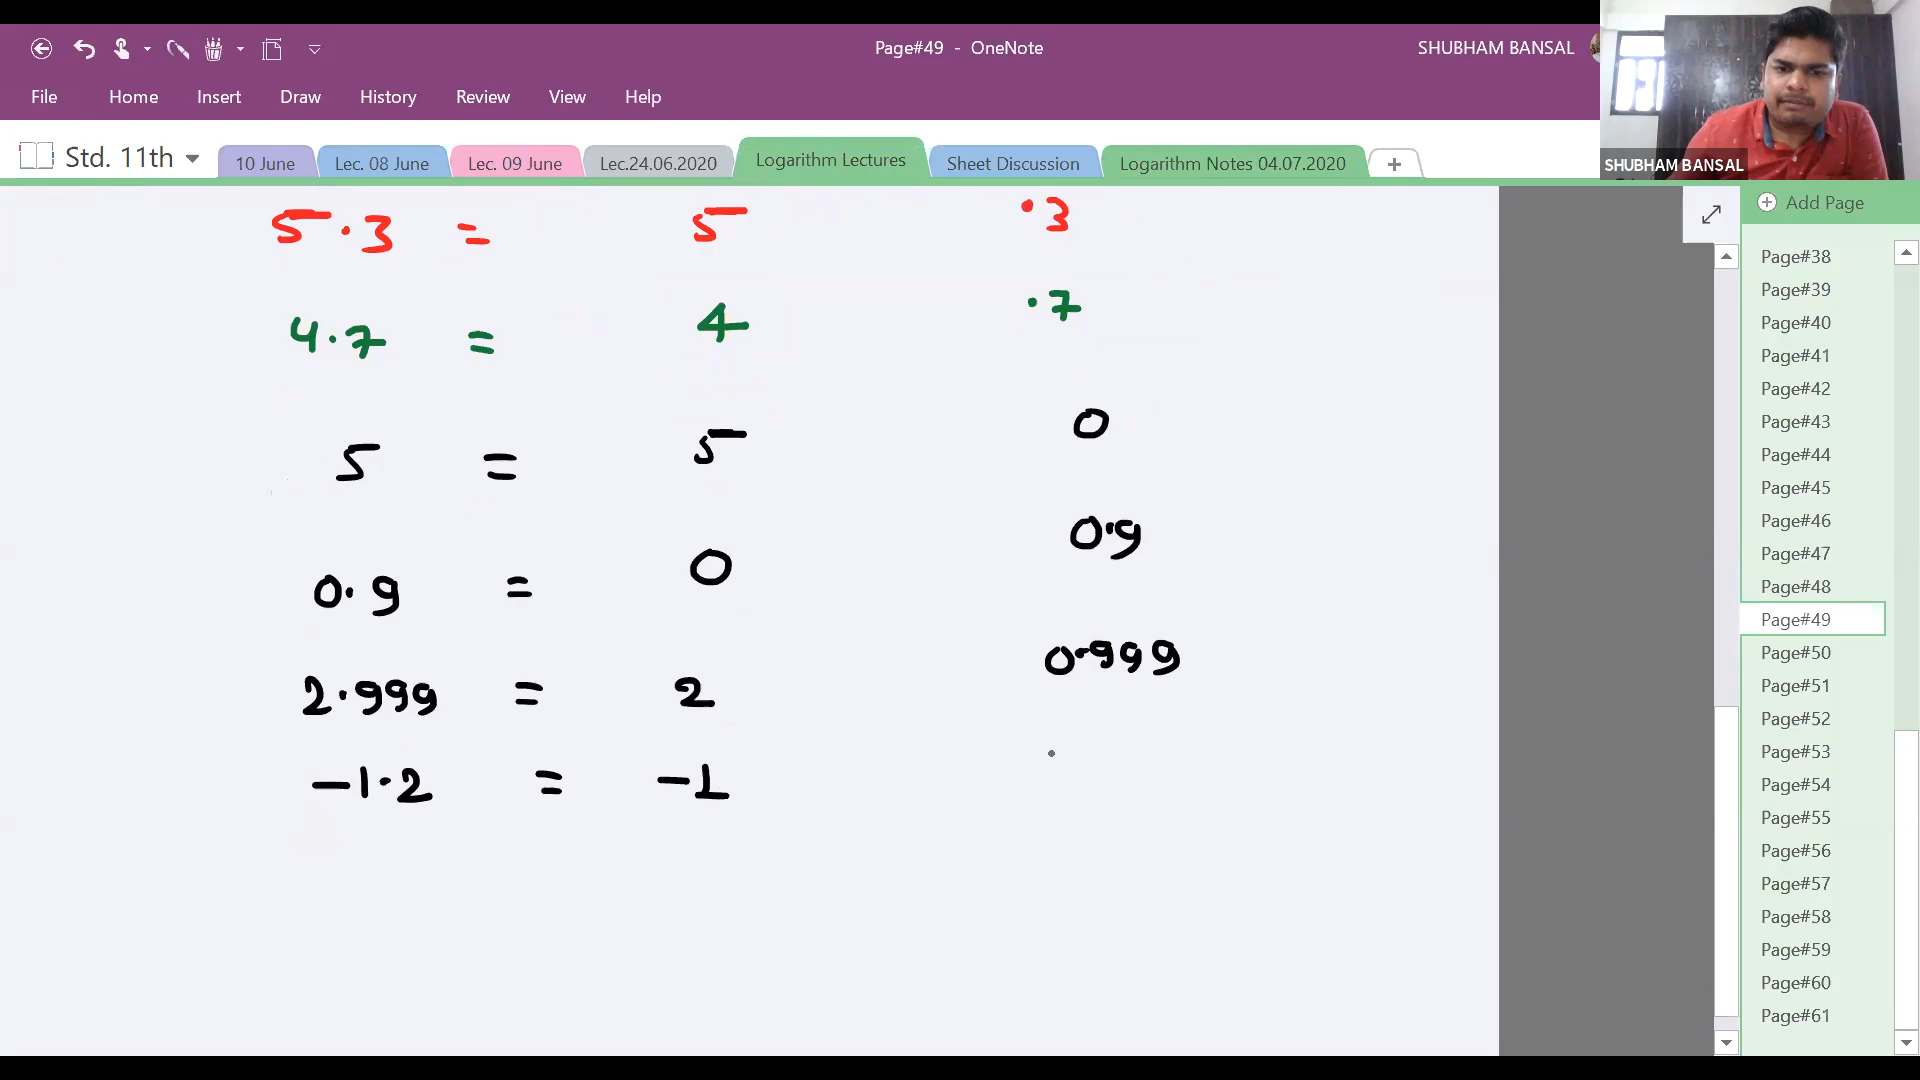 Page#49 - OneNote
SHUBHAM BANSAL
File Home Insert Draw History Review View Help
Std. 11th
10 June
Lec. 08 June
Lec. 09 June
Lec.24.06.2020
Logarithm Lectures
Sheet Discussion
Logarithm Notes 04.07.2020
SHUBHAM BANSAL
Add Page
5.3 = 5 .3
4.7 = 4 .7
5 = 5 0
0.9 = 0 0.9
2.999 = 2 0.999
-1.2 = -1
Page#38
Page#39
Page#40
Page#41
Page#42
Page#43
Page#44
Page#45
Page#46
Page#47
Page#48
Page#49
Page#50
Page#51
Page#52
Page#53
Page#54
Page#55
Page#56
Page#57
Page#58
Page#59
Page#60
Page#61